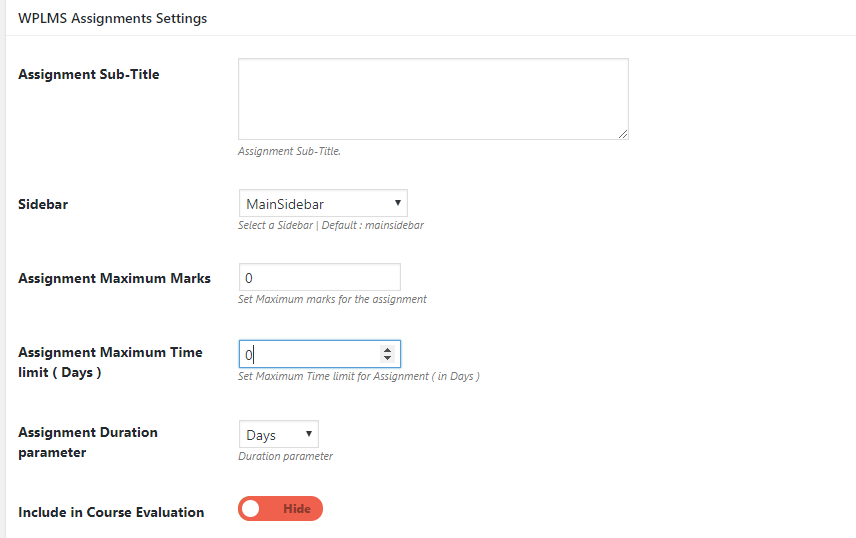 WPLMS Assignments Settings
Assignment Sub-Title
Assignment Sub-Title.
Sidebar
MainSidebar
Select a Sidebar | Default : mainsidebar
Assignment Maximum Marks
0
Set Maximum marks for the assignment
Assignment Maximum Time
limit ( Days )
0
Set Maximum Time limit for Assignment ( in Days )
Assignment Duration
parameter
Days
Duration parameter
Include in Course Evaluation
Hide